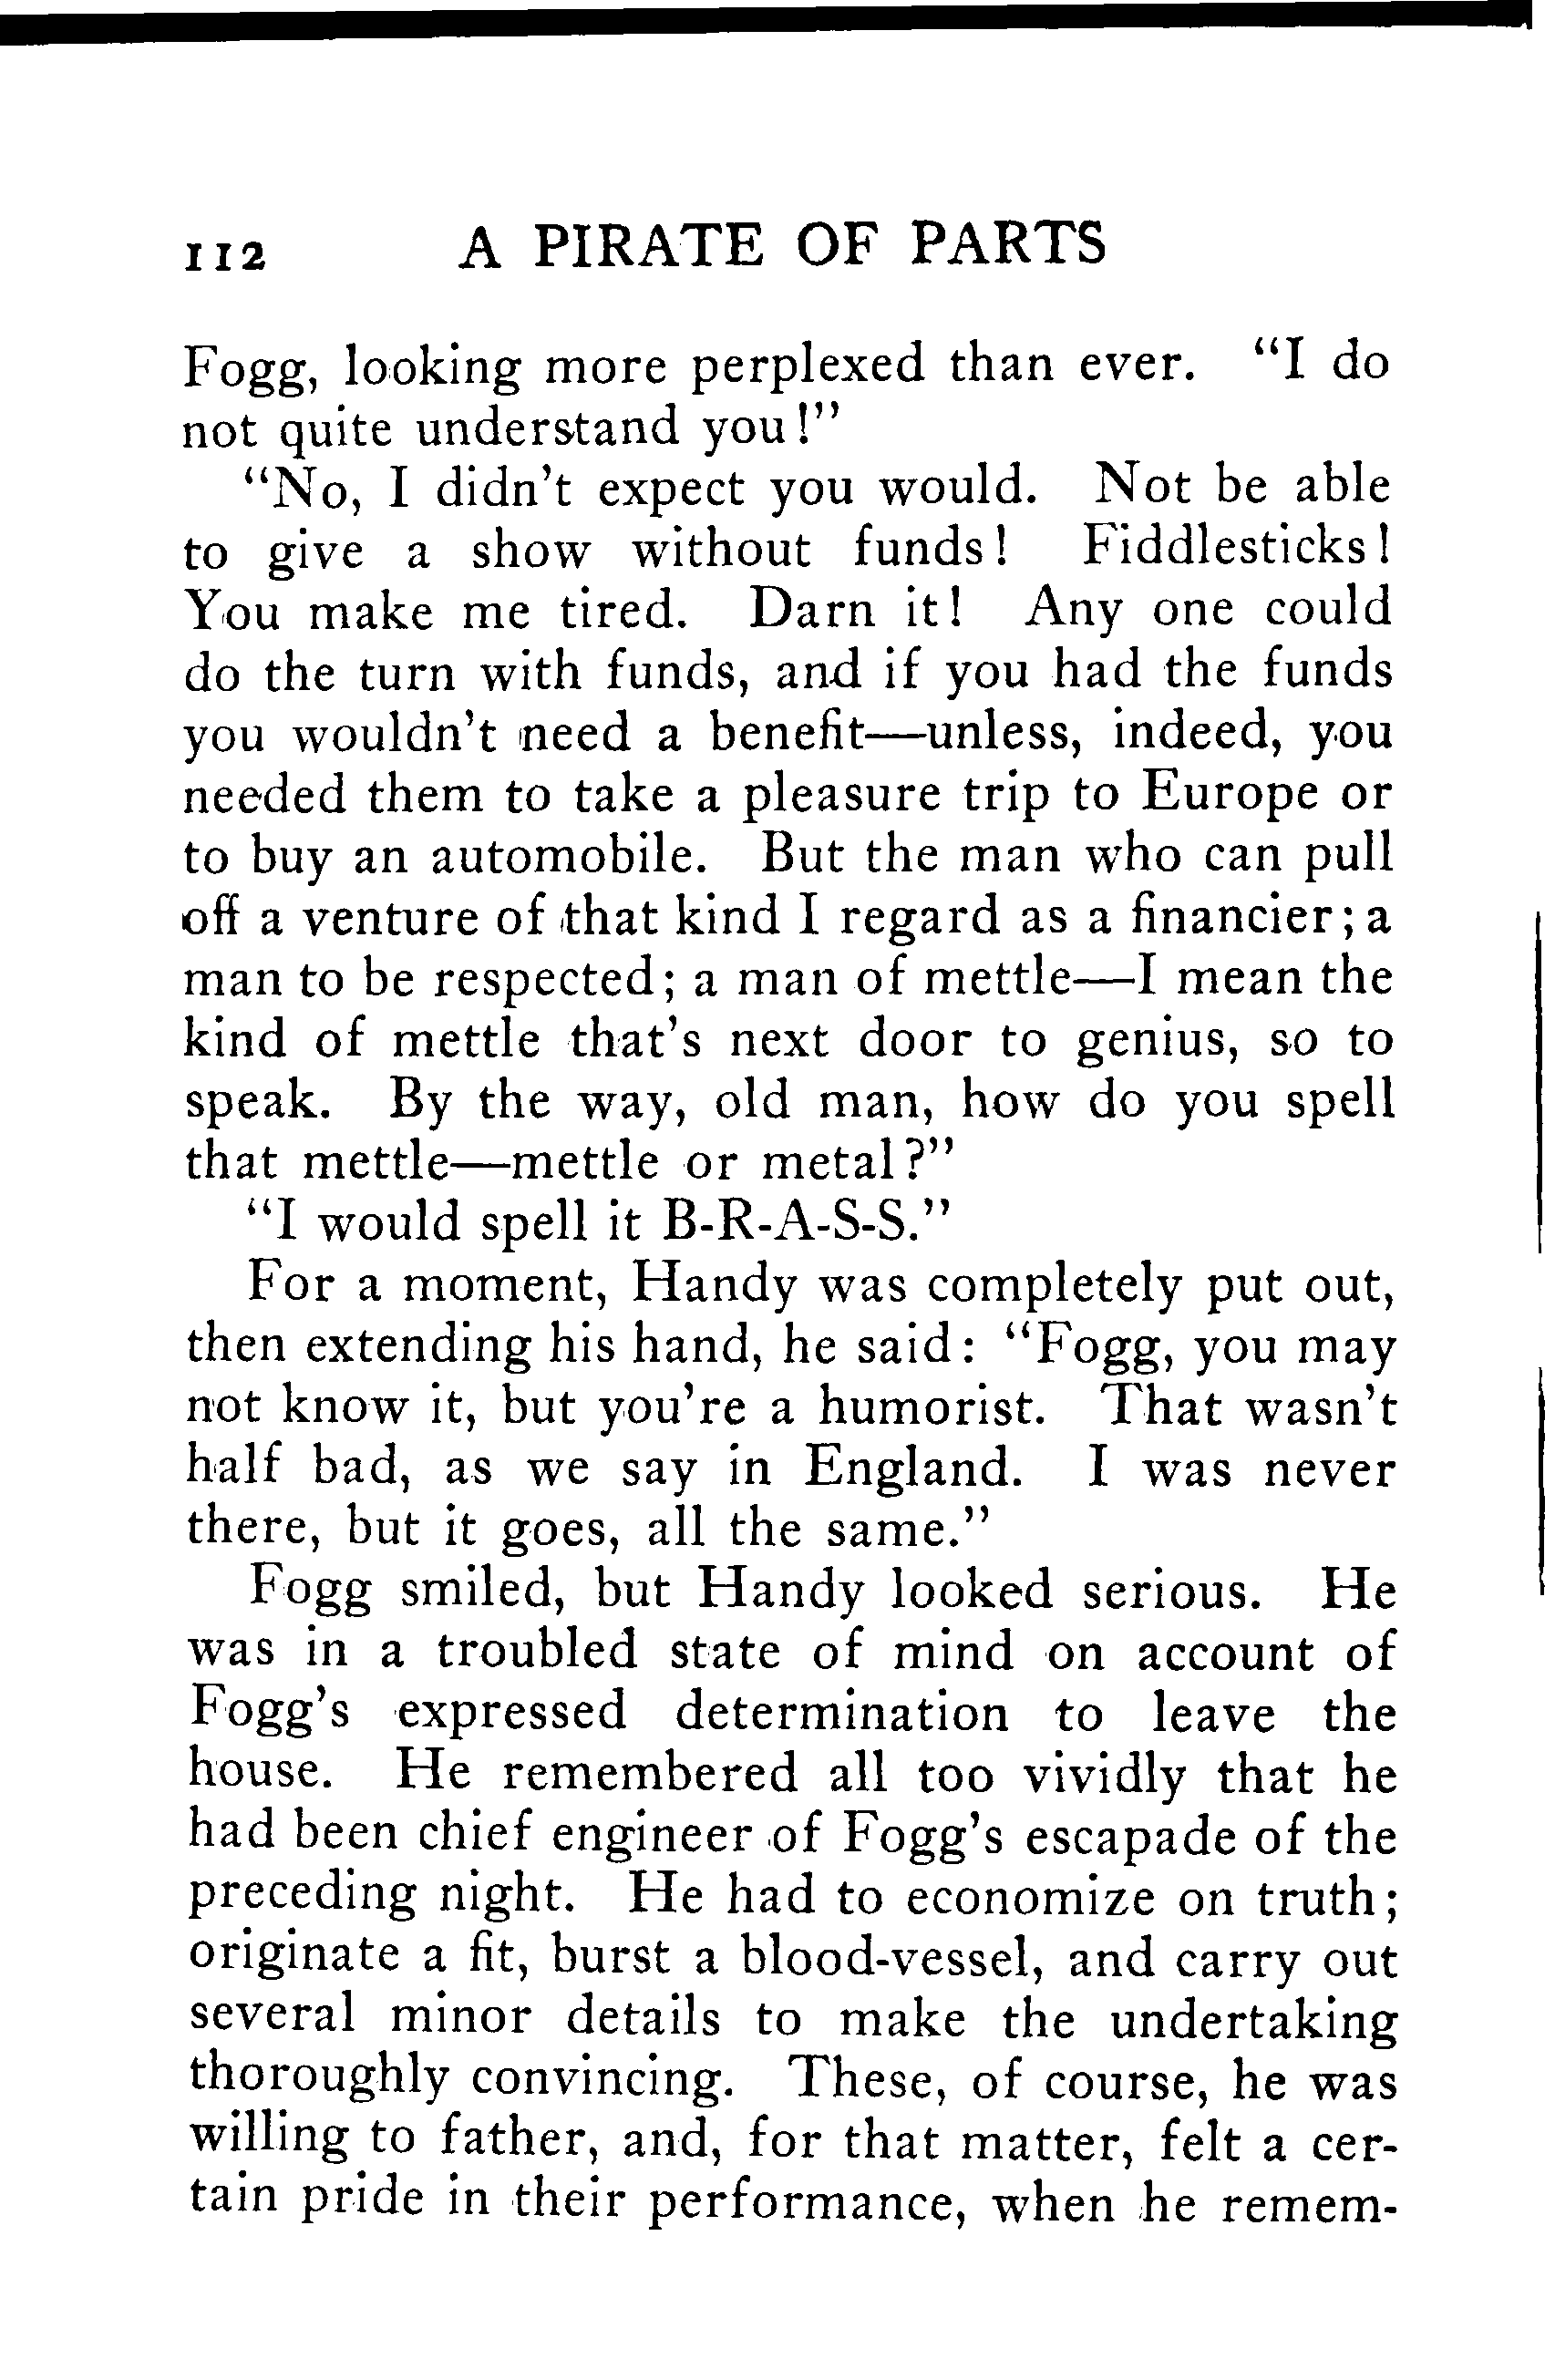 112 A PIRATE OF PARTS
Fogg, looking more perplexed than ever. "I do
not quite understand you!"
"No, I didn't expect you would. Not be able
to give a show without funds! Fiddlesticks!
You make me tired. Darn it! Any one could
do the turn with funds, and if you had the funds
you wouldn't need a benefit—unless, indeed, you
needed them to take a pleasure trip to Europe or
to buy an automobile. But the man who can pull
off a venture of that kind I regard as a financier; a
man to be respected; a man of mettle—I mean the
kind of mettle that's next door to genius, so to
speak. By the way, old man, how do you spell
that mettle—mettle or metal?"
"I would spell it B-R-A-S-S."
For a moment, Handy was completely put out,
then extending his hand, he said: "Fogg, you may
not know it, but you're a humorist. That wasn't
half bad, as we say in England. I was never
there, but it goes, all the same."
Fogg smiled, but Handy looked serious. He
was in a troubled state of mind on account of
Fogg's expressed determination to leave the
house. He remembered all too vividly that he
had been chief engineer of Fogg's escapade of the
preceding night. He had to economize on truth;
originate a fit, burst a blood-vessel, and carry out
several minor details to make the undertaking
thoroughly convincing. These, of course, he was
willing to father, and, for that matter, felt a cer-
tain pride in their performance, when he remem-